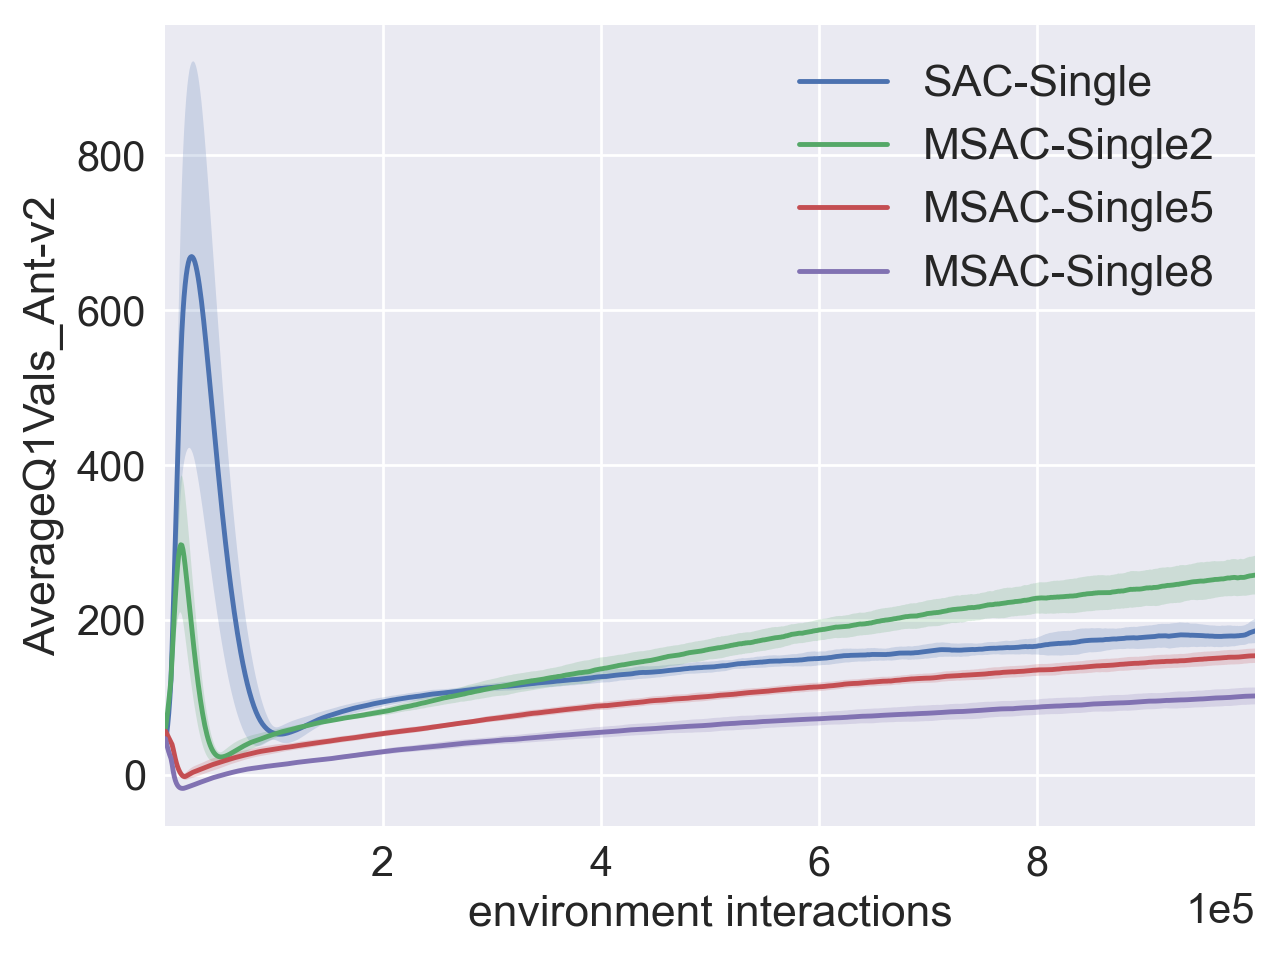 AverageQ1Vals_Ant-v2
800
600
400
200
0
SAC-Single
MSAC-Single2
MSAC-Single5
MSAC-Single8
2 4 6 8
environment interactions
1e5